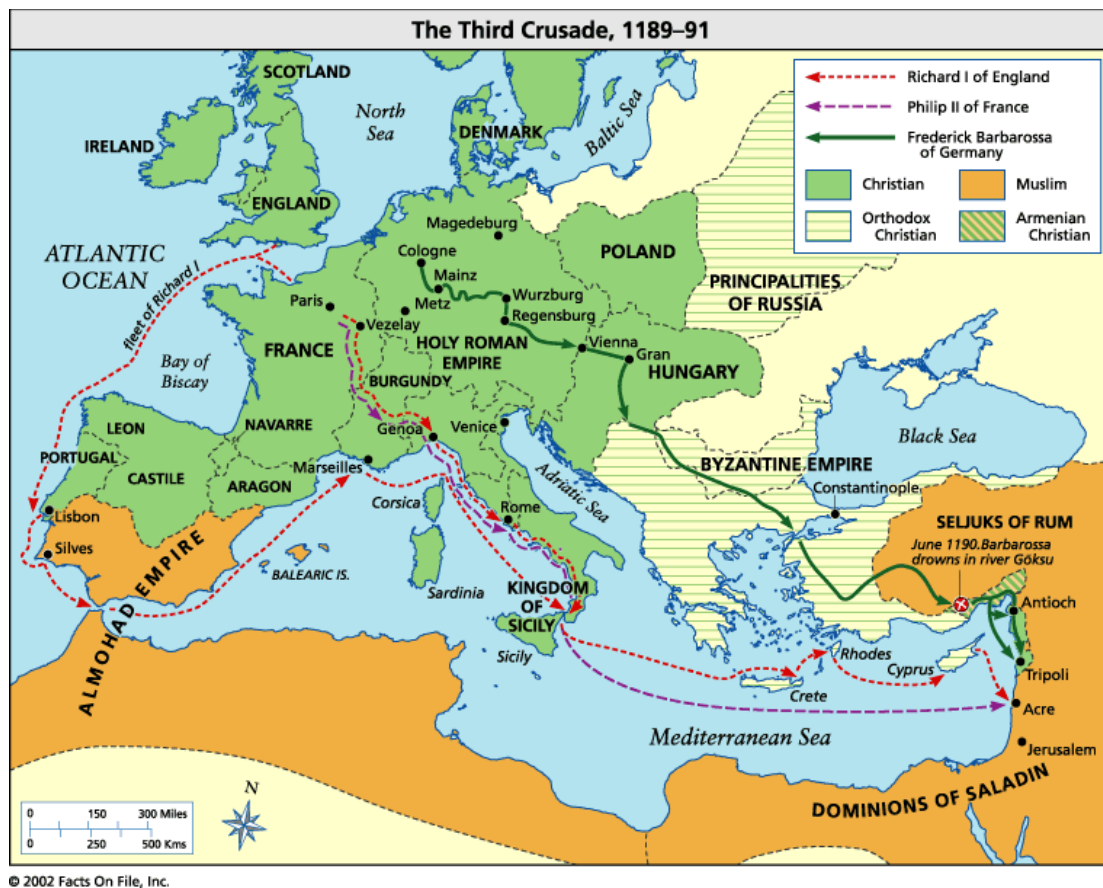 The Third Crusade, 1189–91
Richard I of England
Philip II of France
Frederick Barbarossa
of Germany
Christian
Muslim
Orthodox
Christian
Armenian
Christian
SCOTLAND
North
Sea
IRELAND
DENMARK
Baltic Sea
ENGLAND
ATLANTIC
OCEAN
fleet of Richard I
Magedeburg
Cologne
Mainz
Metz
Wurzburg
Regensburg
POLAND
PRINCIPALITIES
OF RUSSIA
Paris
Vezelay
FRANCE
HOLY ROMAN
EMPIRE
Vienna
Gran
HUNGARY
Bay of
Biscay
BURGUNDY
LEON
NAVARRE
Genoa
Venice
PORTUGAL
CASTILE
ARAGON
Marseilles
Corsica
Adriatic Sea
Black Sea
BYZANTINE EMPIRE
Constantinople
Lisbon
Silves
Rome
SELJUKS OF RUM
June 1190.Barbarossa
drowns in river Göksu
ALMOHAD EMPIRE
BALEARIC IS.
Sardinia
KINGDOM
OF
SICILY
Sicily
Antioch
Rhodes
Cyprus
Tripoli
Crete
Acre
Mediterranean Sea
Jerusalem
DOMINIONS OF SALADIN
N
0 150 300 Miles
0 250 500 Kms
© 2002 Facts On File, Inc.